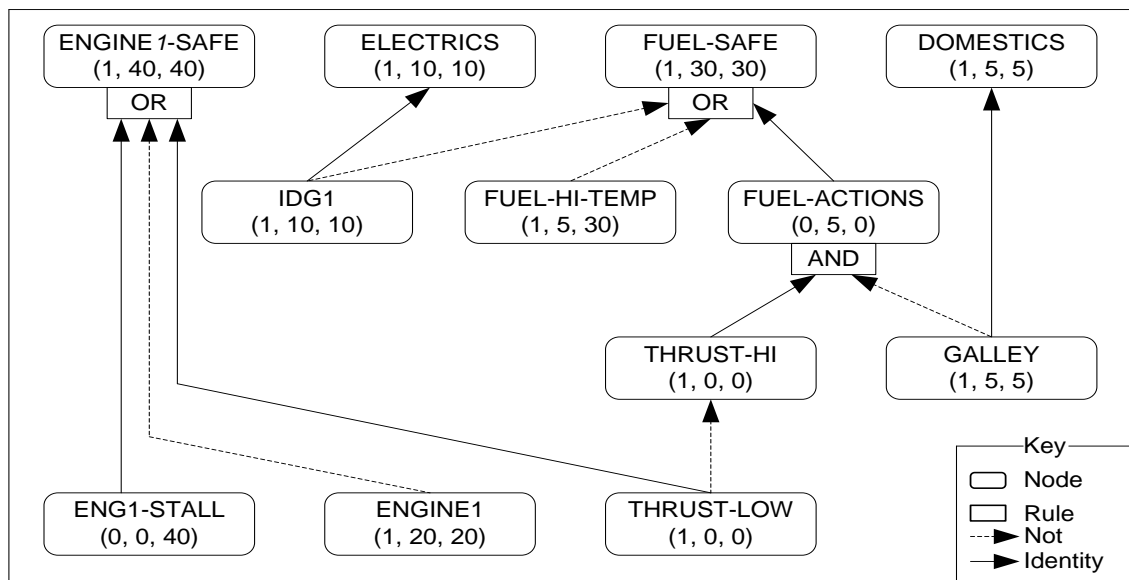 ENGINE1-SAFE
(1, 40, 40)
OR
ELECTRICS
(1, 10, 10)
FUEL-SAFE
(1, 30, 30)
OR
DOMESTICS
(1, 5, 5)
IDG1
(1, 10, 10)
FUEL-HI-TEMP
(1, 5, 30)
FUEL-ACTIONS
(0, 5, 0)
AND
THRUST-HI
(1, 0, 0)
GALLEY
(1, 5, 5)
ENG1-STALL
(0, 0, 40)
ENGINE1
(1, 20, 20)
THRUST-LOW
(1, 0, 0)
Key
Node
Rule
Not
Identity